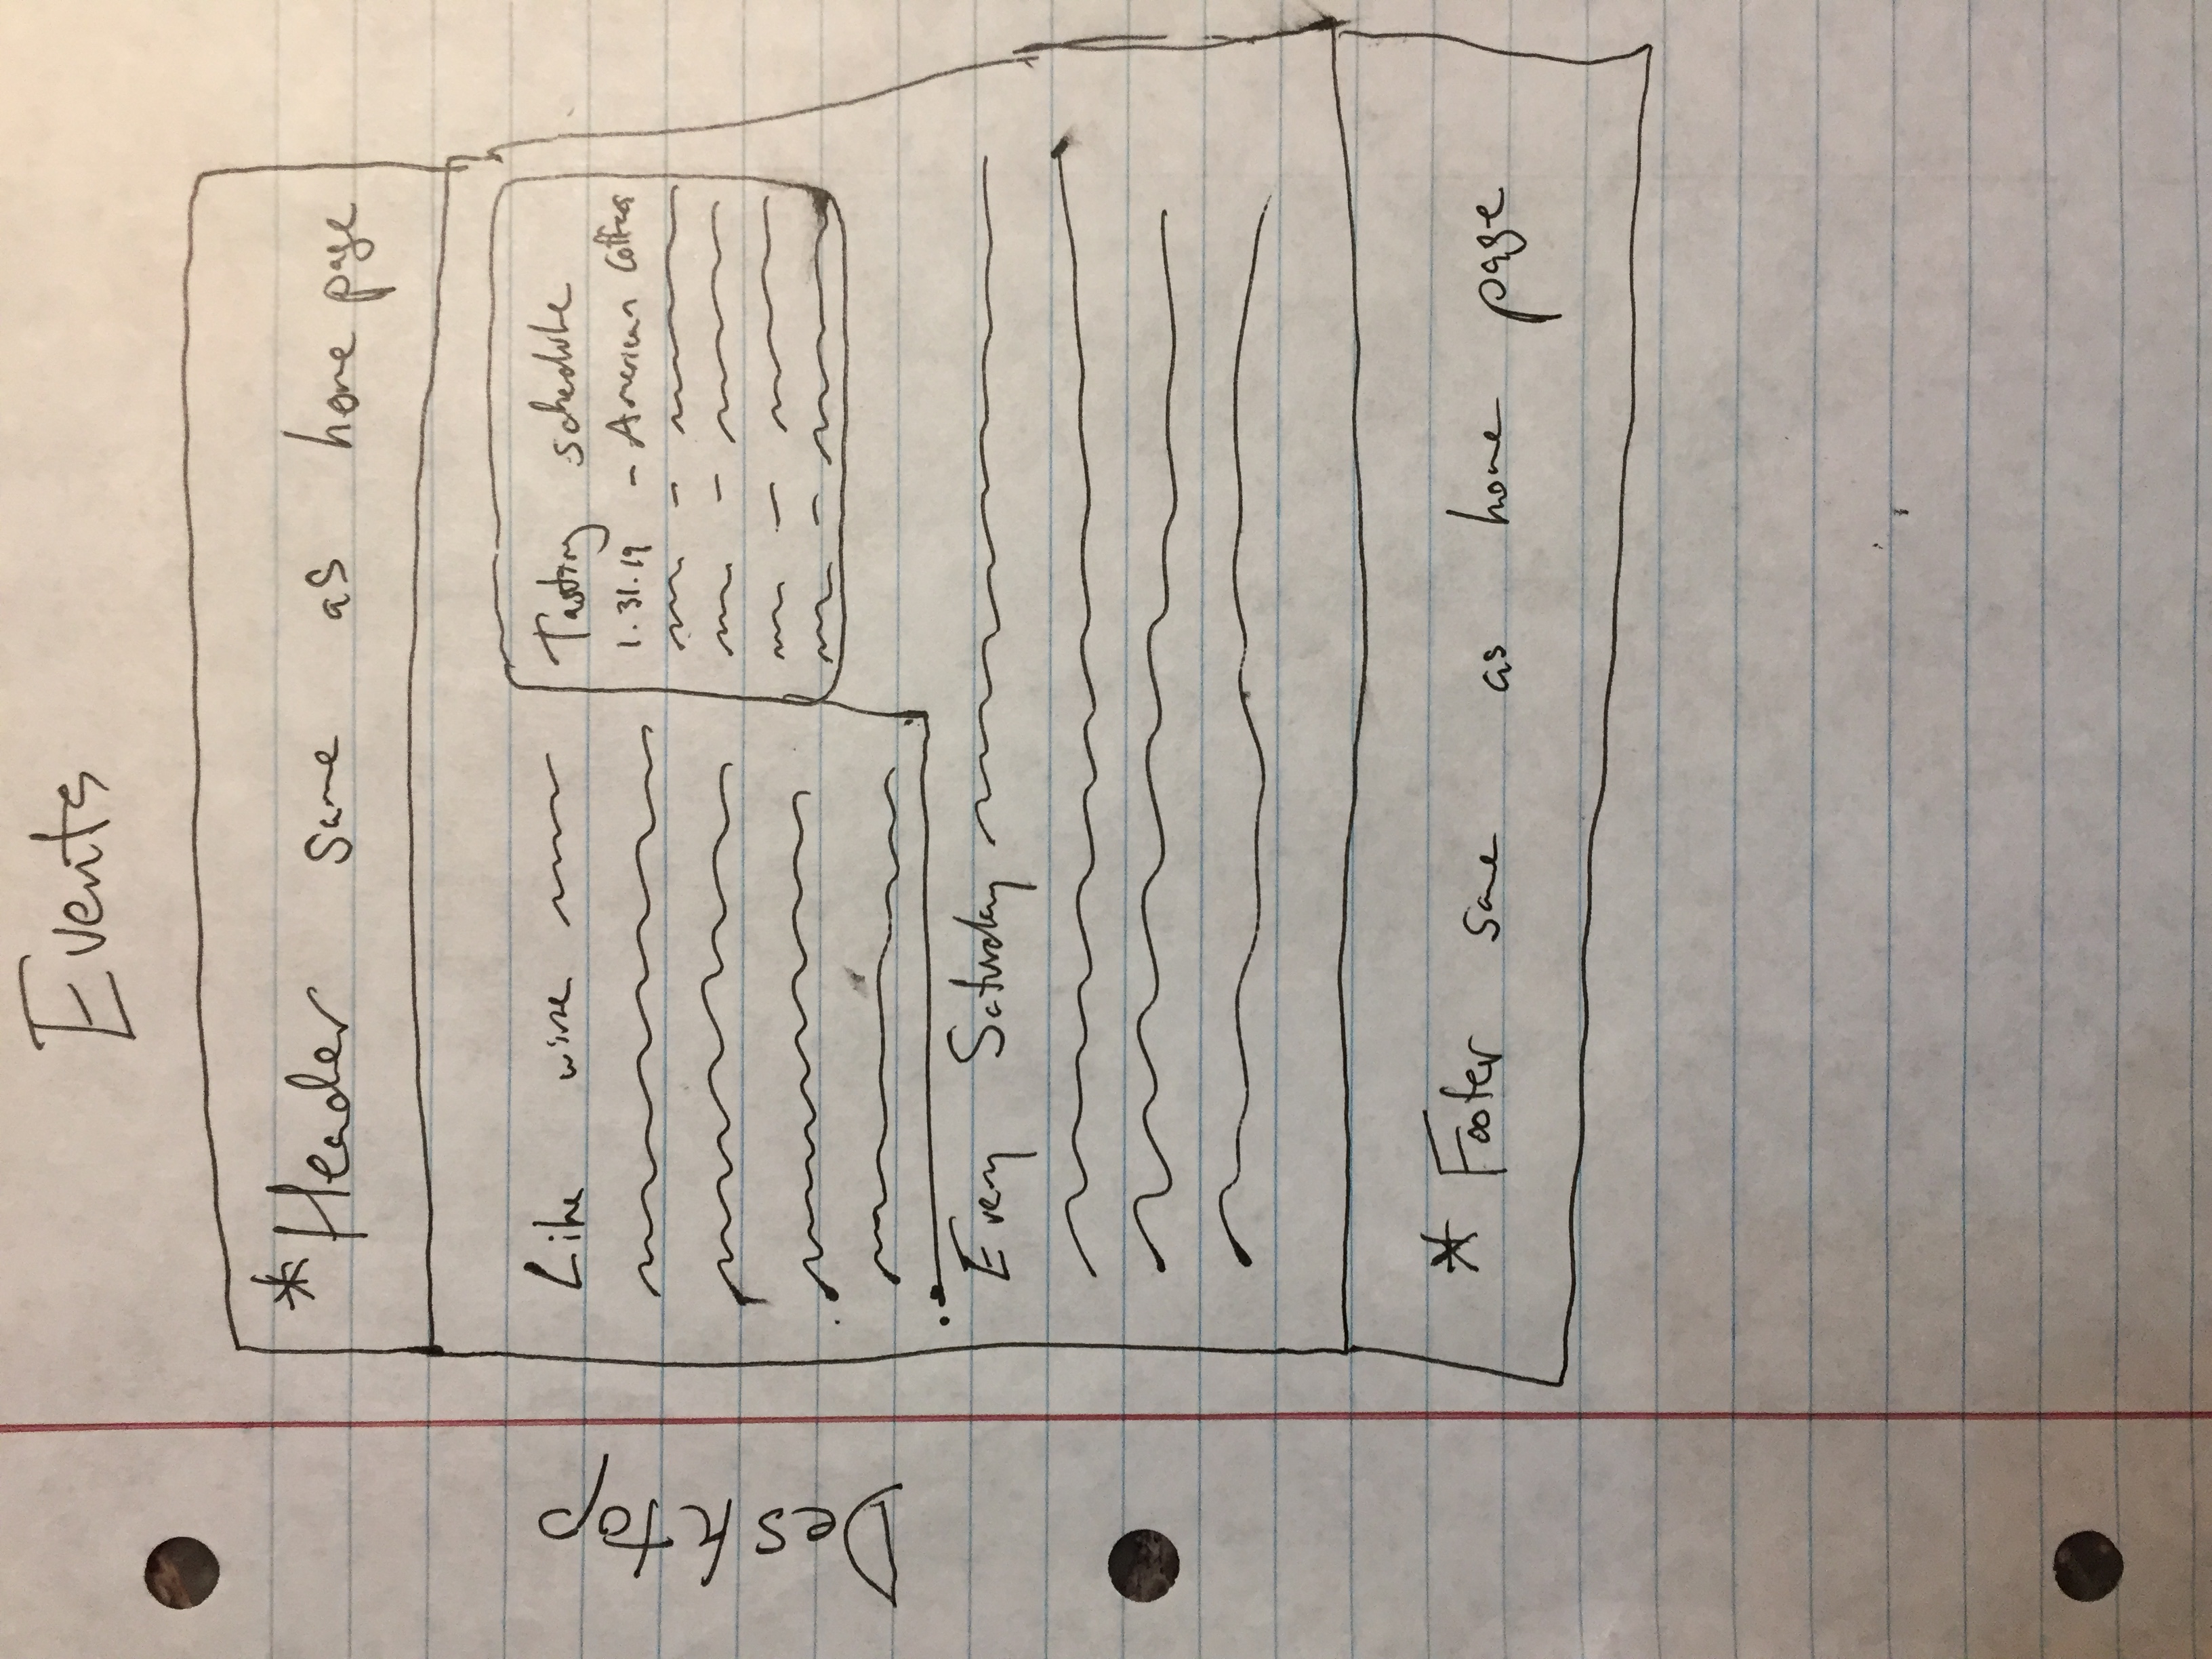 Events
Desktop
*Header same as home page
Like wine
Tasting schedule
1.31.19 - American Coffees
-
-
-
-
Every Saturday
* Footer same as home page